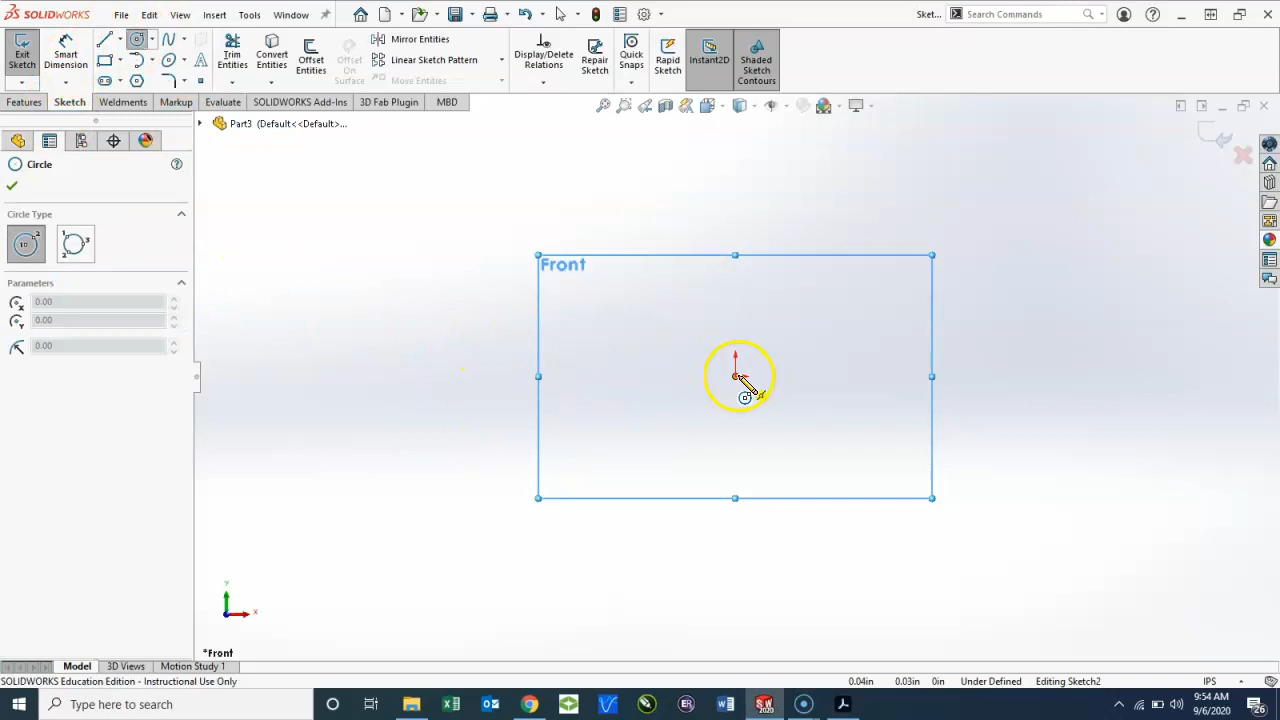 SOLIDWORKS File Edit View Insert Tools Window Sket... Search Commands
Exit Sketch
Smart Dimension
Trim Entities
Convert Entities
Offset Entities
Offset On Surface
Mirror Entities
Linear Sketch Pattern
Move Entities
Display/Delete Relations
Repair Sketch
Quick Snaps
Rapid Sketch
Instant2D
Shaded Sketch Contours
Features Sketch Weldments Markup Evaluate SOLIDWORKS Add-Ins 3D Fab Plugin MBD
Part3 (Default<<Default>...
Circle
Circle Type
Parameters
0.00
0.00
0.00
Front
Y
X
*Front
Model 3D Views Motion Study 1
SOLIDWORKS Education Edition - Instructional Use Only 0.04in 0.03in 0in Under Defined Editing Sketch2 IPS
Type here to search
9:54 AM
9/6/2020
26